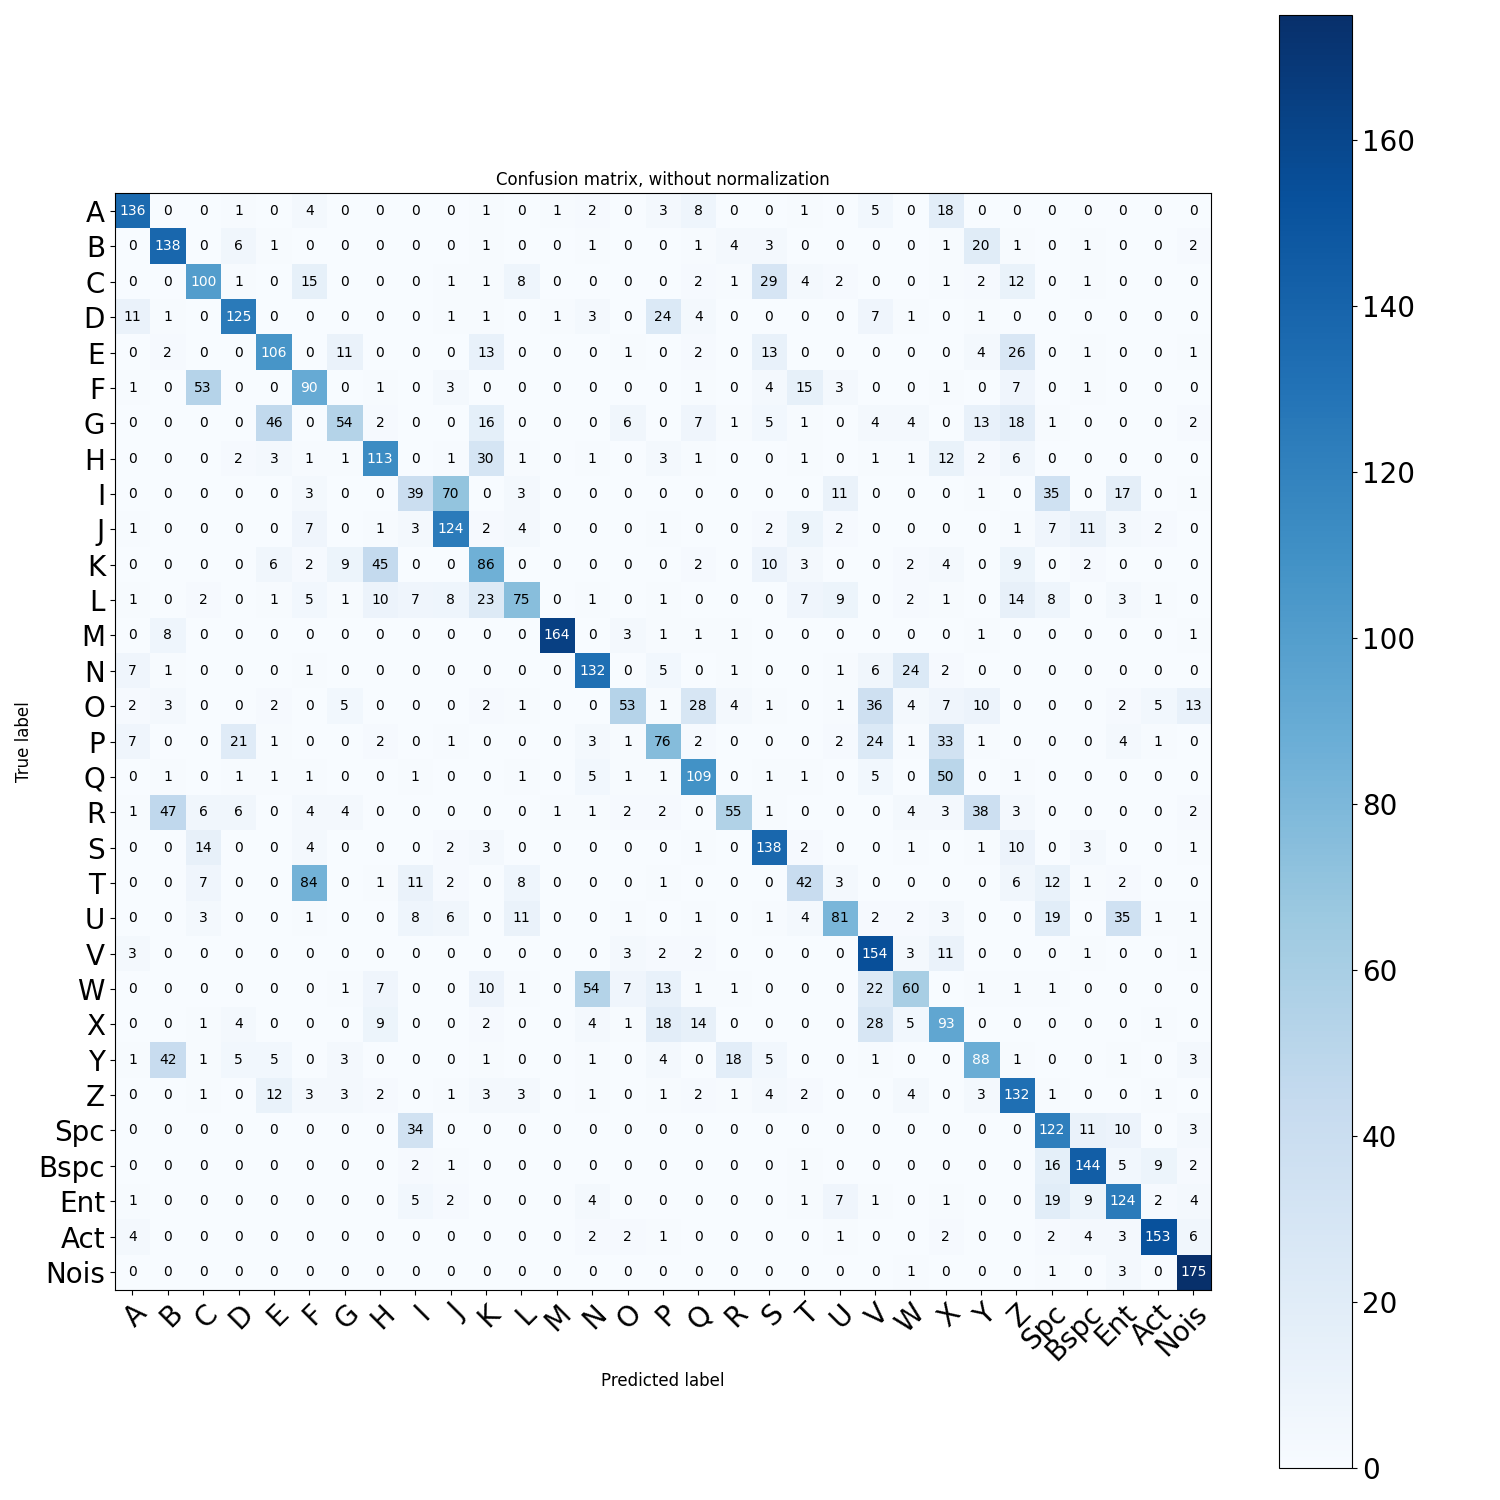 Confusion matrix, without normalization
A 136 0 0 1 0 4 0 0 0 0 1 0 1 2 0 3 8 0 0 1 0 5 0 18 0 0 0 0 0 0 0
B 0 138 0 6 1 0 0 0 0 0 1 0 0 1 0 0 1 4 3 0 0 0 0 1 20 1 0 1 0 0 2
C 0 0 100 1 0 15 0 0 0 1 1 8 0 0 0 0 2 1 29 4 2 0 0 1 2 12 0 1 0 0 0
D 11 1 0 125 0 0 0 0 0 1 1 0 1 3 0 24 4 0 0 0 0 7 1 0 1 0 0 0 0 0 0
E 0 2 0 0 106 0 11 0 0 0 13 0 0 0 1 0 2 0 13 0 0 0 0 0 4 26 0 1 0 0 1
F 1 0 53 0 0 90 0 1 0 3 0 0 0 0 0 0 1 0 4 15 3 0 0 1 0 7 0 1 0 0 0
G 0 0 0 0 46 0 54 2 0 0 16 0 0 0 6 0 7 1 5 1 0 4 4 0 13 18 1 0 0 0 2
H 0 0 0 2 3 1 1 113 0 1 30 1 0 1 0 3 1 0 0 1 0 1 1 12 2 6 0 0 0 0 0
I 0 0 0 0 0 3 0 0 39 70 0 3 0 0 0 0 0 0 0 0 11 0 0 0 1 0 35 0 17 0 1
J 1 0 0 0 0 7 0 1 3 124 2 4 0 0 0 1 0 0 2 9 2 0 0 0 0 1 7 11 3 2 0
K 0 0 0 0 6 2 9 45 0 0 86 0 0 0 0 0 2 0 10 3 0 0 2 4 0 9 0 2 0 0 0
L 1 0 2 0 1 5 1 10 7 8 23 75 0 1 0 1 0 0 0 7 9 0 2 1 0 14 8 0 3 1 0
M 0 8 0 0 0 0 0 0 0 0 0 0 164 0 3 1 1 1 0 0 0 0 0 0 1 0 0 0 0 0 1
N 7 1 0 0 0 1 0 0 0 0 0 0 0 132 0 5 0 1 0 0 1 6 24 2 0 0 0 0 0 0 0
O 2 3 0 0 2 0 5 0 0 0 2 1 0 0 53 1 28 4 1 0 1 36 4 7 10 0 0 0 2 5 13
P 7 0 0 21 1 0 0 2 0 1 0 0 0 3 1 76 2 0 0 0 2 24 1 33 1 0 0 0 4 1 0
Q 0 1 0 1 1 1 0 0 1 0 0 1 0 5 1 1 109 0 1 1 0 5 0 50 0 1 0 0 0 0 0
R 1 47 6 6 0 4 4 0 0 0 0 0 1 1 2 2 0 55 1 0 0 0 4 3 38 3 0 0 0 0 2
S 0 0 14 0 0 4 0 0 0 2 3 0 0 0 0 0 1 0 138 2 0 0 1 0 1 10 0 3 0 0 1
T 0 0 7 0 0 84 0 1 11 2 0 8 0 0 0 1 0 0 0 42 3 0 0 0 0 6 12 1 2 0 0
U 0 0 3 0 0 1 0 0 8 6 0 11 0 0 1 0 1 0 1 4 81 2 2 3 0 0 19 0 35 1 1
V 3 0 0 0 0 0 0 0 0 0 0 0 0 0 3 2 2 0 0 0 0 154 3 11 0 0 0 1 0 0 1
W 0 0 0 0 0 0 1 7 0 0 10 1 0 54 7 13 1 1 0 0 0 22 60 0 1 1 1 0 0 0 0
X 0 0 1 4 0 0 0 9 0 0 2 0 0 4 1 18 14 0 0 0 0 28 5 93 0 0 0 0 0 1 0
Y 1 42 1 5 5 0 3 0 0 0 1 0 0 1 0 4 0 18 5 0 0 1 0 0 88 1 0 0 1 0 3
Z 0 0 1 0 12 3 3 2 0 1 3 3 0 1 0 1 2 1 4 2 0 0 4 0 3 132 1 0 0 1 0
Spc 0 0 0 0 0 0 0 0 34 0 0 0 0 0 0 0 0 0 0 0 0 0 0 0 0 0 122 11 10 0 3
Bspc 0 0 0 0 0 0 0 0 2 1 0 0 0 0 0 0 0 0 0 1 0 0 0 0 0 0 16 144 5 9 2
Ent 1 0 0 0 0 0 0 0 5 2 0 0 0 4 0 0 0 0 0 1 7 1 0 1 0 0 19 9 124 2 4
Act 4 0 0 0 0 0 0 0 0 0 0 0 0 2 2 1 0 0 0 0 1 0 0 2 0 0 2 4 3 153 6
Nois 0 0 0 0 0 0 0 0 0 0 0 0 0 0 0 0 0 0 0 0 0 0 1 0 0 0 1 0 3 0 175
A B C D E F G H I J K L M N O P Q R S T U V W X Y Z Spc Bspc Ent Act Nois
Predicted label
True label
160
140
120
100
80
60
40
20
0